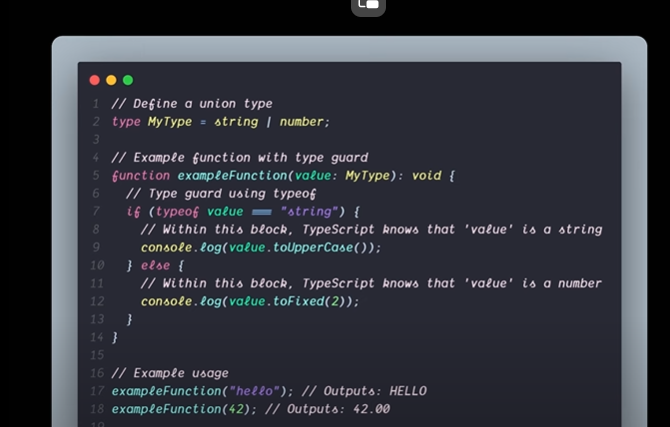 1 // Define a union type
2 type MyType = string | number;
3
4 // Example function with type guard
5 function exampleFunction(value: MyType): void {
6   // Type guard using typeof
7   if (typeof value === "string") {
8     // Within this block, TypeScript knows that 'value' is a string
9     console.log(value.toUpperCase());
10   } else {
11     // Within this block, TypeScript knows that 'value' is a number
12     console.log(value.toFixed(2));
13   }
14 }
15
16 // Example usage
17 exampleFunction("hello"); // Outputs: HELLO
18 exampleFunction(42); // Outputs: 42.00
19